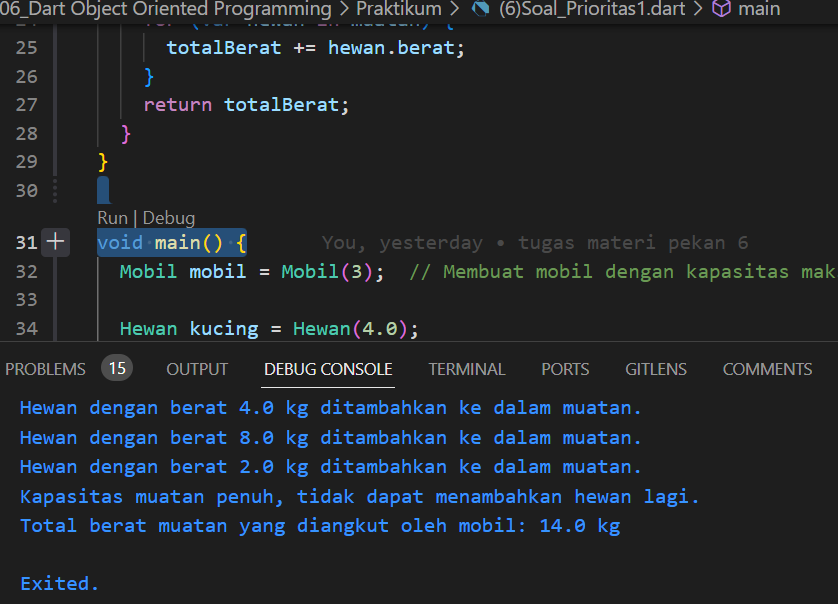 06_Dart Object Oriented Programming > Praktikum > (6)Soal_Prioritas1.dart > main
25 totalBerat += hewan.berat;
26 }
27 return totalBerat;
28 }
29 }
30
Run | Debug
31 void main() { You, yesterday • tugas materi pekan 6
32 Mobil mobil = Mobil(3); // Membuat mobil dengan kapasitas mak
33
34 Hewan kucing = Hewan(4.0);
PROBLEMS 15 OUTPUT DEBUG CONSOLE TERMINAL PORTS GITLENS COMMENTS
Hewan dengan berat 4.0 kg ditambahkan ke dalam muatan.
Hewan dengan berat 8.0 kg ditambahkan ke dalam muatan.
Hewan dengan berat 2.0 kg ditambahkan ke dalam muatan.
Kapasitas muatan penuh, tidak dapat menambahkan hewan lagi.
Total berat muatan yang diangkut oleh mobil: 14.0 kg
Exited.